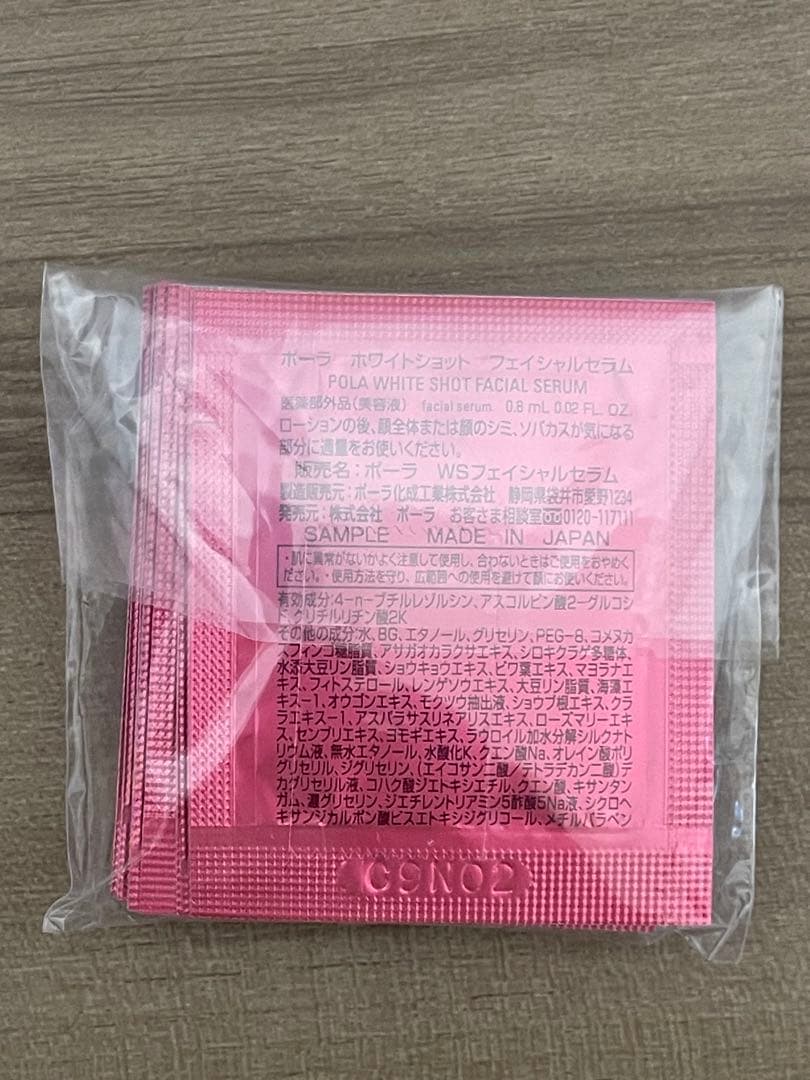 ポーラ ホワイトショット フェイシャルセラム
POLA WHITE SHOT FACIAL SERUM
医薬部外品(美容液) facial serum 0.8 mL 0.02 FL. OZ.
ローションの後、顔全体または顔のシミ、ソバカスが気になる
部分に適量をお使いください。
販売名:ポーラ WSフェイシャルセラム
製造販売元:ポーラ化成工業株式会社 静岡県袋井市愛野1234
発売元:株式会社 ポーラ お客さま相談室 0120-117111
SAMPLE MADE IN JAPAN
・肌に異常がないかよく注意して使用し、合わないときはご使用をおやめく
ださい。・使用方法を守り、広範囲への使用を避けて顔にお使いください。
有効成分:4-n-ブチルレゾルシン、アスコルビン酸2-グルコシ
ド、グリチルリチン酸2K
その他の成分:水、BG、エタノール、グリセリン、PEG-8、コメヌカ
スフィンゴ糖脂質、アサガオカラクサエキス、シロキクラゲ多糖体、
水添大豆リン脂質、ショウキョウエキス、ビワ葉エキス、マヨラナエ
キス、フィトステロール、レンゲソウエキス、大豆リン脂質、海藻エ
キス-1、オウゴンエキス、モクツウ抽出液、ショウブ根エキス、クラ
ラエキス-1、アスパラサスリネアリスエキス、ローズマリーエキ
ス、センブリエキス、ヨモギエキス、ラウロイル加水分解シルクナト
リウム液、無水エタノール、水酸化K、クエン酸Na、オレイン酸ポリ
グリセリル、ジグリセリン、(エイコサン二酸/テトラデカン二酸)デ
カグリセリル液、コハク酸ジエトキシエチル、クエン酸、キサンタン
ガム、濃グリセリン、ジエチレントリアミン5酢酸5Na液、シクロヘ
キサンジカルボン酸ビスエトキシジグリコール、メチルパラベン
C9N02